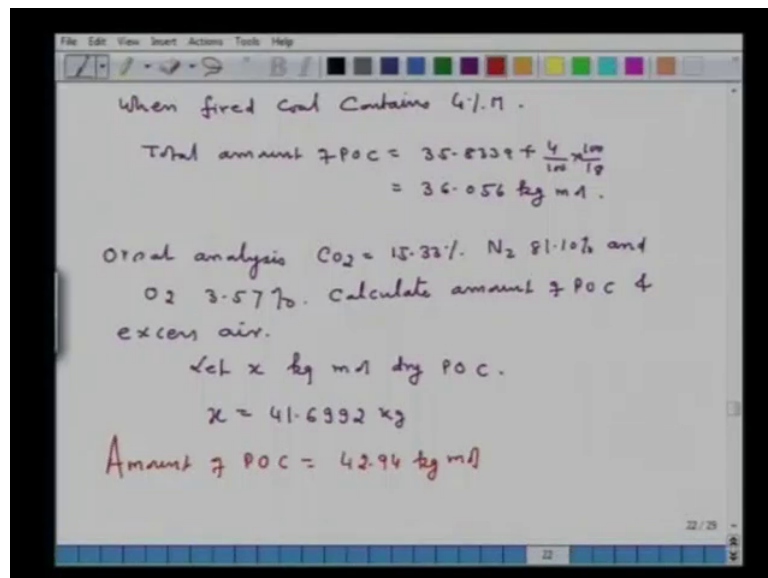 File Edit View Insert Actions Tools Help
When fired coal Contains 4%.M.
Total amount of POC = 35.8339 + 4/100 × 100/18
= 36.056 kg mol.
Orsat analysis CO2 = 15.33%. N2 81.10% and
O2 3.57%. Calculate amount of POC &
excess air.
Let x kg mol dry POC.
x = 41.6992 kg
Amount of POC = 42.94 kg mol
22/25
22